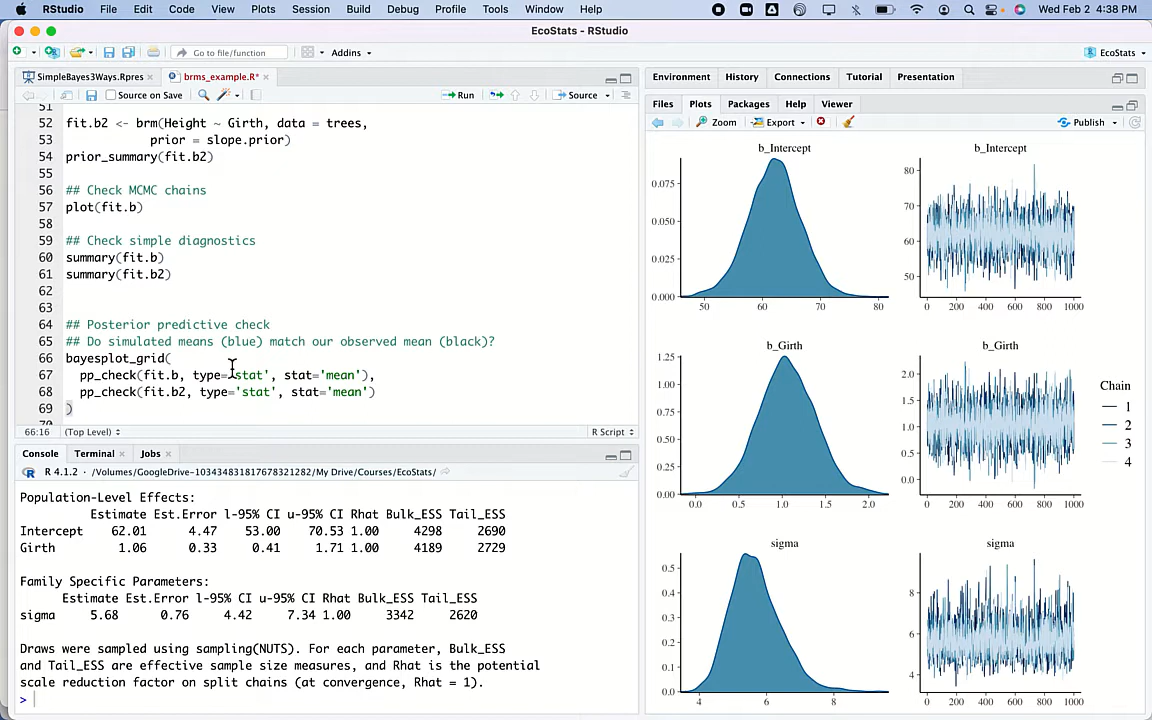 RStudio File Edit Code View Plots Session Build Debug Profile Tools Window Help Wed Feb 2 4:38 PM
EcoStats - RStudio
Go to file/function Addins EcoStats
SimpleBayes3Ways.Rpres brms_example.R*
Source on Save Run Source
51
52 fit.b2 <- brm(Height ~ Girth, data = trees,
53 prior = slope.prior)
54 prior_summary(fit.b2)
55
56 ## Check MCMC chains
57 plot(fit.b)
58
59 ## Check simple diagnostics
60 summary(fit.b)
61 summary(fit.b2)
62
63
64 ## Posterior predictive check
65 ## Do simulated means (blue) match our observed mean (black)?
66 bayesplot_grid(
67 pp_check(fit.b, type='stat', stat='mean'),
68 pp_check(fit.b2, type='stat', stat='mean')
69 )
70
66:16 (Top Level) R Script
Console Terminal Jobs
R 4.1.2 · /Volumes/GoogleDrive-103434831817678321282/My Drive/Courses/EcoStats/
Population-Level Effects:
Estimate Est.Error l-95% CI u-95% CI Rhat Bulk_ESS Tail_ESS
Intercept 62.01 4.47 53.00 70.53 1.00 4298 2690
Girth 1.06 0.33 0.41 1.71 1.00 4189 2729
Family Specific Parameters:
Estimate Est.Error l-95% CI u-95% CI Rhat Bulk_ESS Tail_ESS
sigma 5.68 0.76 4.42 7.34 1.00 3342 2620
Draws were sampled using sampling(NUTS). For each parameter, Bulk_ESS
and Tail_ESS are effective sample size measures, and Rhat is the potential
scale reduction factor on split chains (at convergence, Rhat = 1).
>
Environment History Connections Tutorial Presentation
Files Plots Packages Help Viewer
Zoom Export Publish
b_Intercept
0.075
0.050
0.025
0.000
50 60 70 80
b_Intercept
80
70
60
50
0 200 400 600 800 1000
b_Girth
1.25
1.00
0.75
0.50
0.25
0.00
0.0 0.5 1.0 1.5 2.0
b_Girth
2.0
1.5
1.0
0.5
0.0
0 200 400 600 800 1000
sigma
0.5
0.4
0.3
0.2
0.1
0.0
4 6 8
sigma
8
6
4
0 200 400 600 800 1000
Chain
1
2
3
4